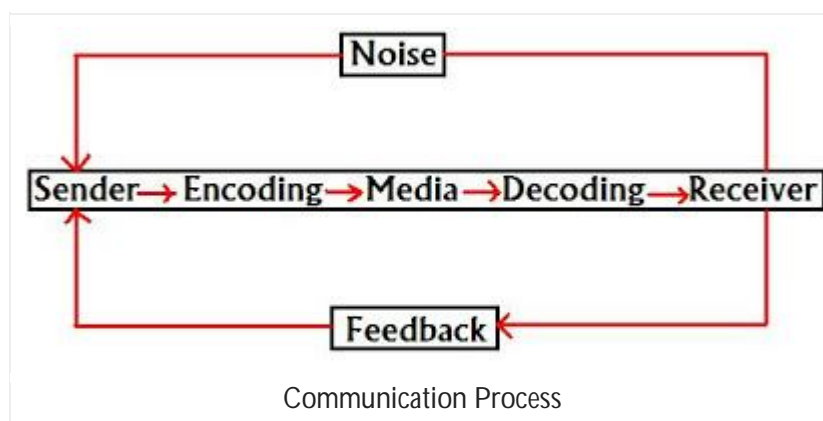 Noise
Sender Encoding Media Decoding Receiver
Feedback
Communication Process